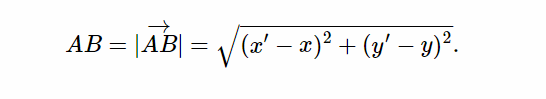 AB = |\overrightarrow{AB}| = \sqrt{(x' - x)^2 + (y' - y)^2}.